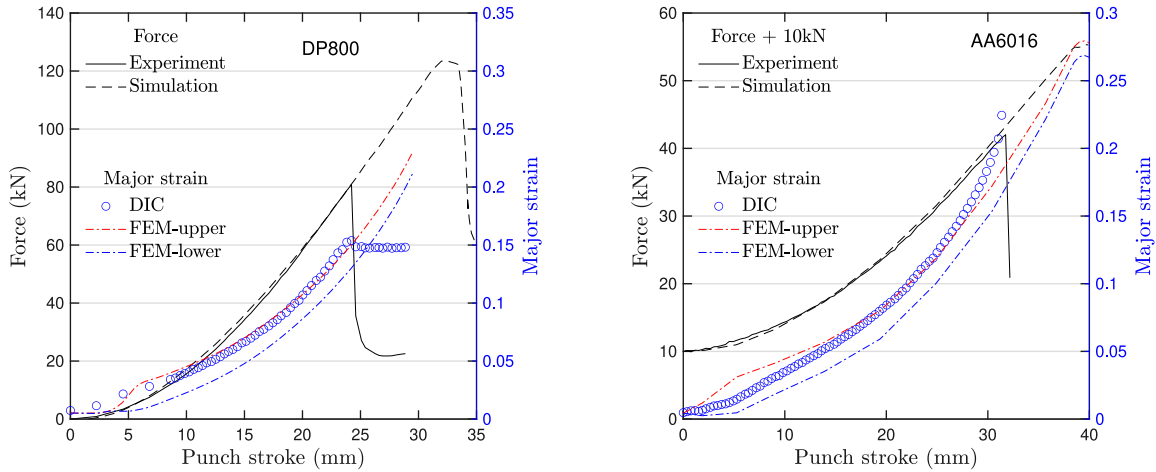 140
120
100
80
60
40
20
0
Force (kN)
0.35
0.3
0.25
0.2
0.15
0.1
0.05
0
Major strain
0 5 10 15 20 25 30 35
Punch stroke (mm)
DP800
Force
Experiment
Simulation
Major strain
DIC
FEM-upper
FEM-lower
60
50
40
30
20
10
0
Force (kN)
0.3
0.25
0.2
0.15
0.1
0.05
0
Major strain
0 10 20 30 40
Punch stroke (mm)
AA6016
Force + 10kN
Experiment
Simulation
Major strain
DIC
FEM-upper
FEM-lower